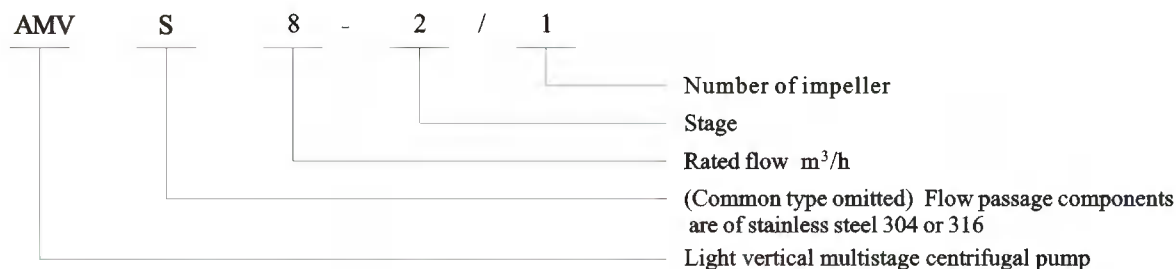 AMV S 8 - 2 / 1
Number of impeller
Stage
Rated flow m³/h
(Common type omitted) Flow passage components
are of stainless steel 304 or 316
Light vertical multistage centrifugal pump